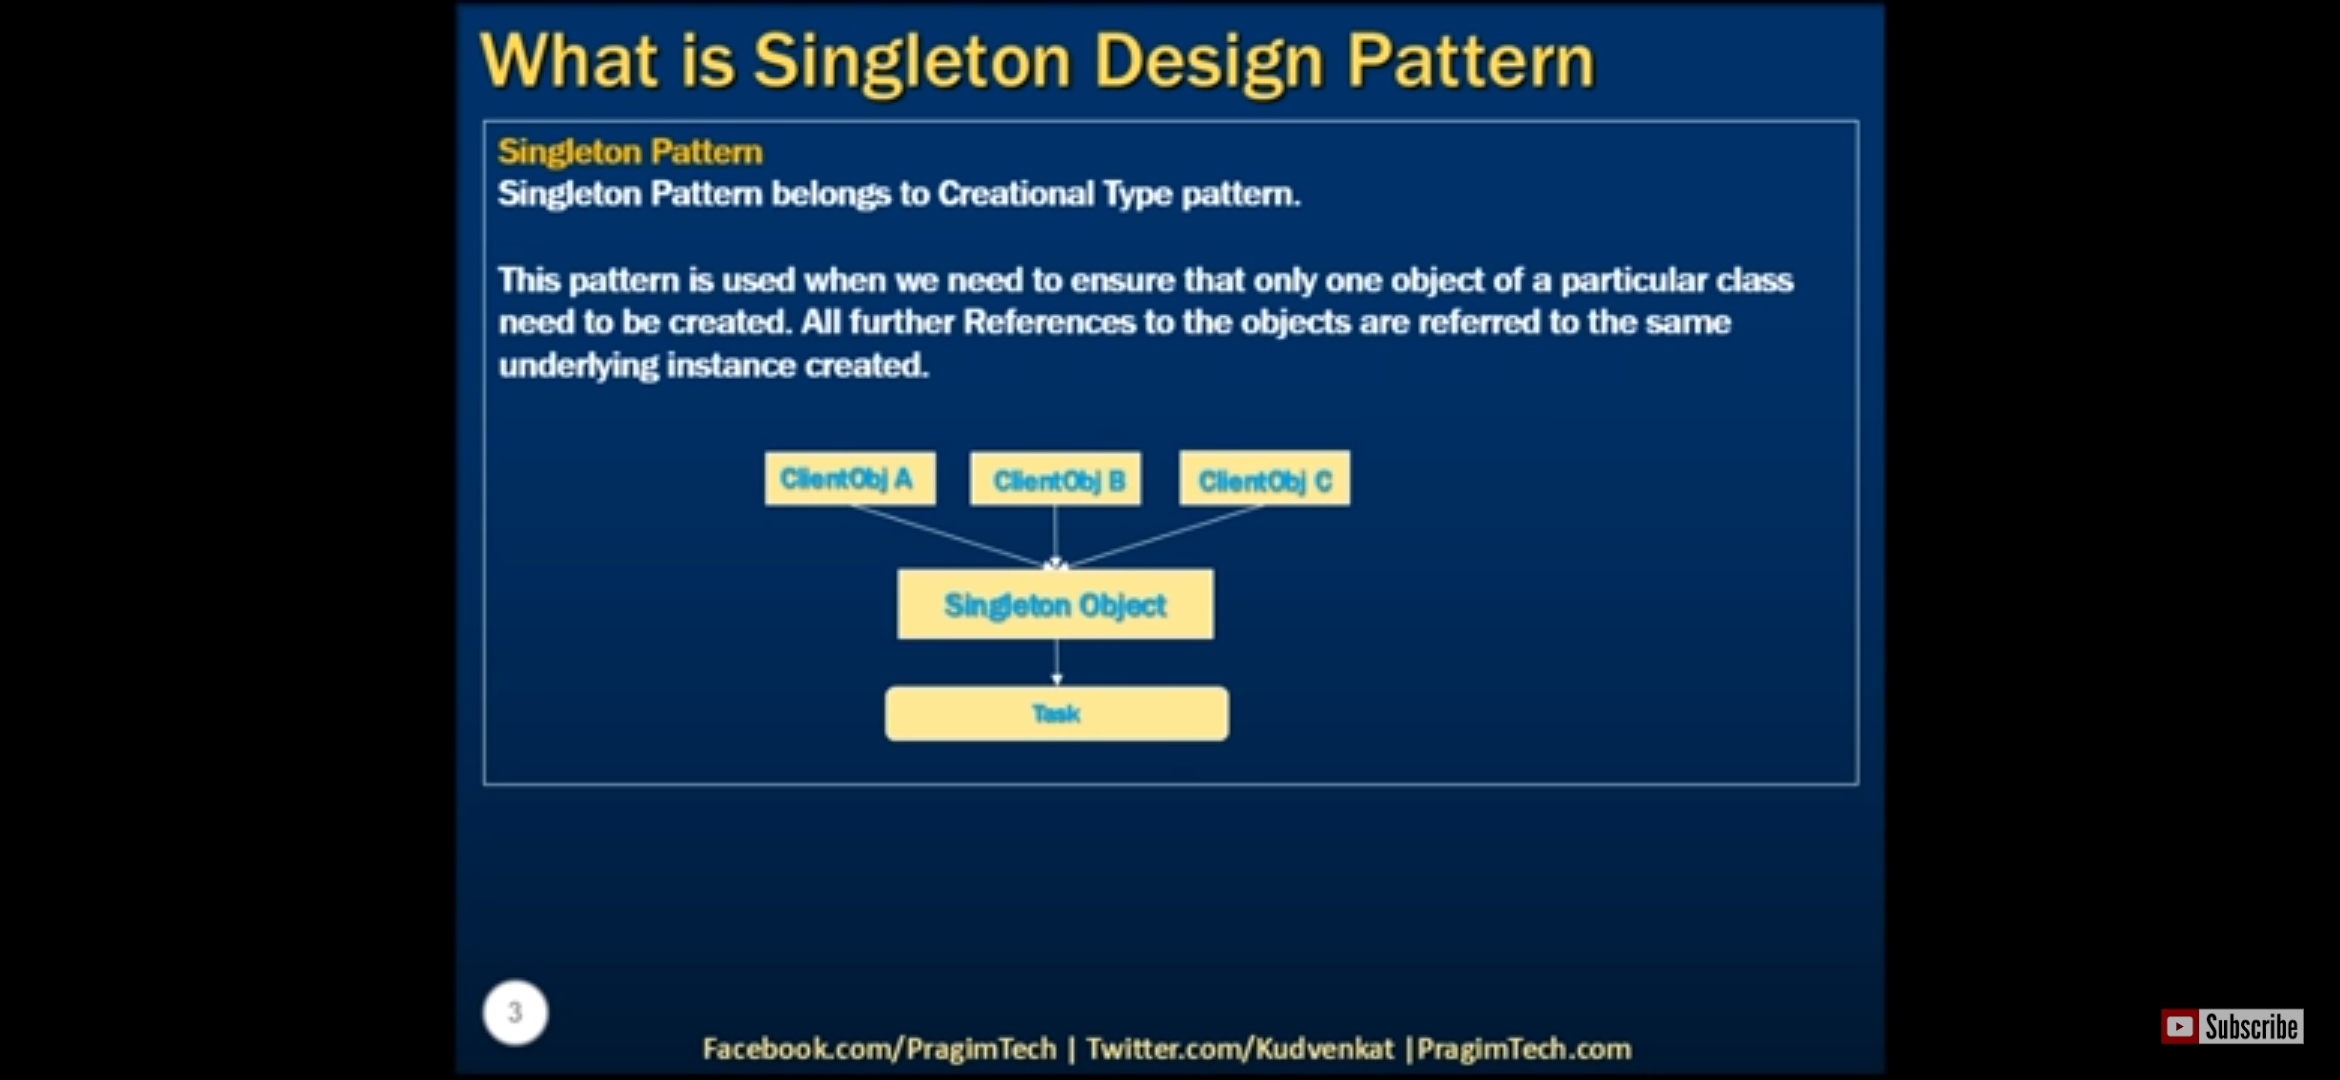 What is Singleton Design Pattern
Singleton Pattern
Singleton Pattern belongs to Creational Type pattern.
This pattern is used when we need to ensure that only one object of a particular class
need to be created. All further References to the objects are referred to the same
underlying instance created.
ClientObj A
ClientObj B
ClientObj C
Singleton Object
Task
3
Facebook.com/PragimTech | Twitter.com/Kudvenkat |PragimTech.com
Subscribe